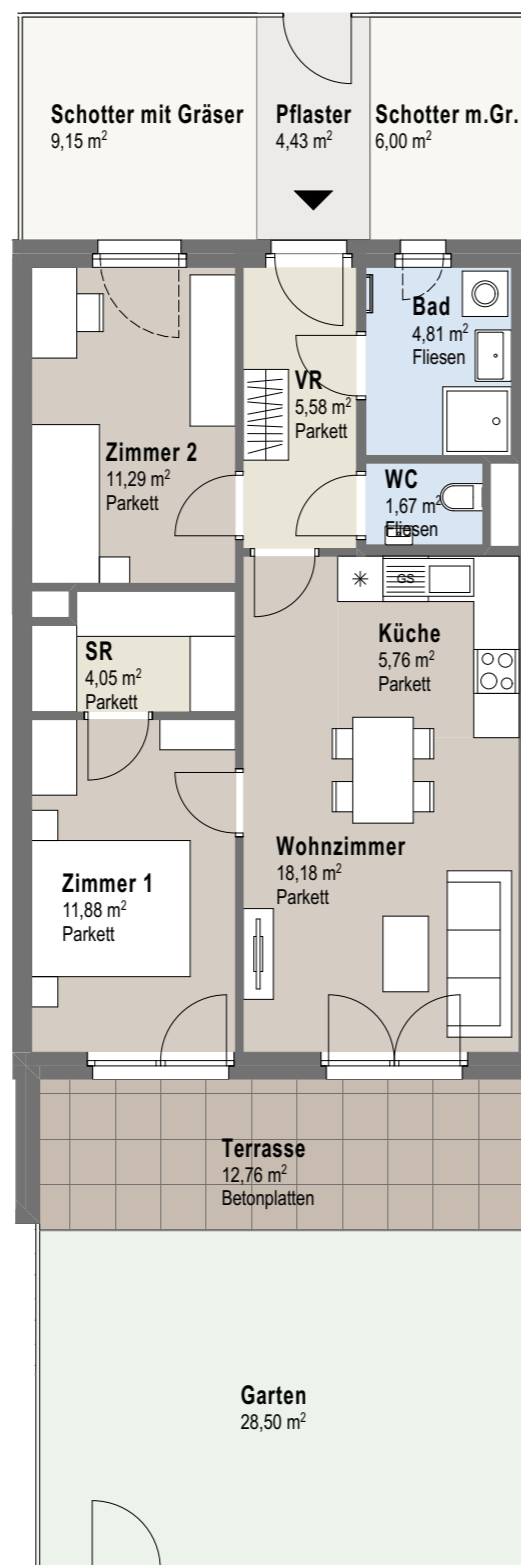 Schotter mit Gräser
9,15 m²
Pflaster
4,43 m²
Schotter m.Gr.
6,00 m²
Bad
4,81 m²
Fliesen
VR
5,58 m²
Parkett
Zimmer 2
11,29 m²
Parkett
WC
1,67 m²
Fliesen
GS
Küche
5,76 m²
Parkett
SR
4,05 m²
Parkett
Wohnzimmer
18,18 m²
Parkett
Zimmer 1
11,88 m²
Parkett
Terrasse
12,76 m²
Betonplatten
Garten
28,50 m²